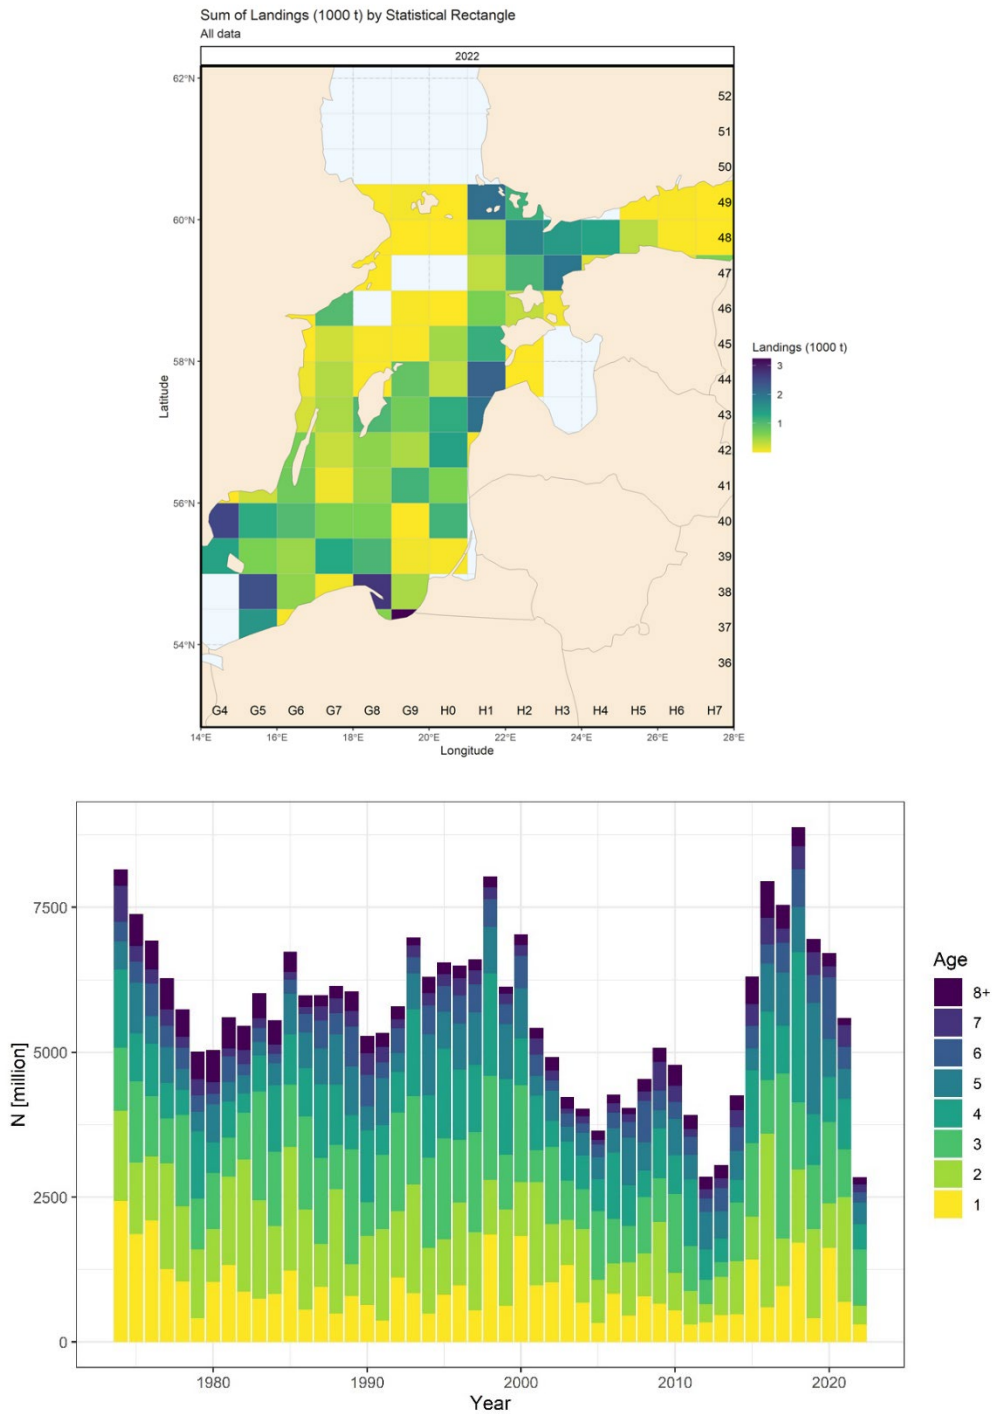 Sum of Landings (1000 t) by Statistical Rectangle
All data
2022
62°N
52
51
50
49
60°N
48
47
46
45
58°N
44
43
42
41
56°N
40
39
38
37
54°N
36
Latitude
Landings (1000 t)
3
2
1
G4 G5 G6 G7 G8 G9 H0 H1 H2 H3 H4 H5 H6 H7
14°E 16°E 18°E 20°E 22°E 24°E 26°E 28°E
Longitude
7500
5000
2500
0
N [million]
1980 1990 2000 2010 2020
Year
Age
8+
7
6
5
4
3
2
1